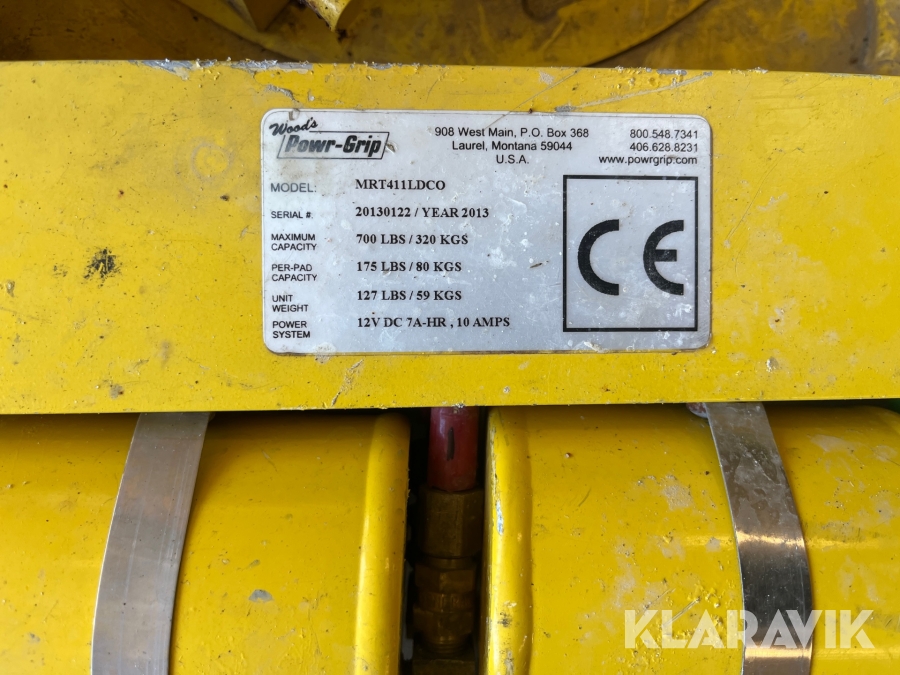 Wood's
Powr-Grip
908 West Main, P.O. Box 368
Laurel, Montana 59044
U.S.A.
800.548.7341
406.628.8231
www.powrgrip.com
MODEL: MRT411LDCO
SERIAL #: 20130122 / YEAR 2013
MAXIMUM CAPACITY 700 LBS / 320 KGS
PER-PAD CAPACITY 175 LBS / 80 KGS
UNIT WEIGHT 127 LBS / 59 KGS
POWER SYSTEM 12V DC 7A-HR , 10 AMPS
CE
KLARAVIK